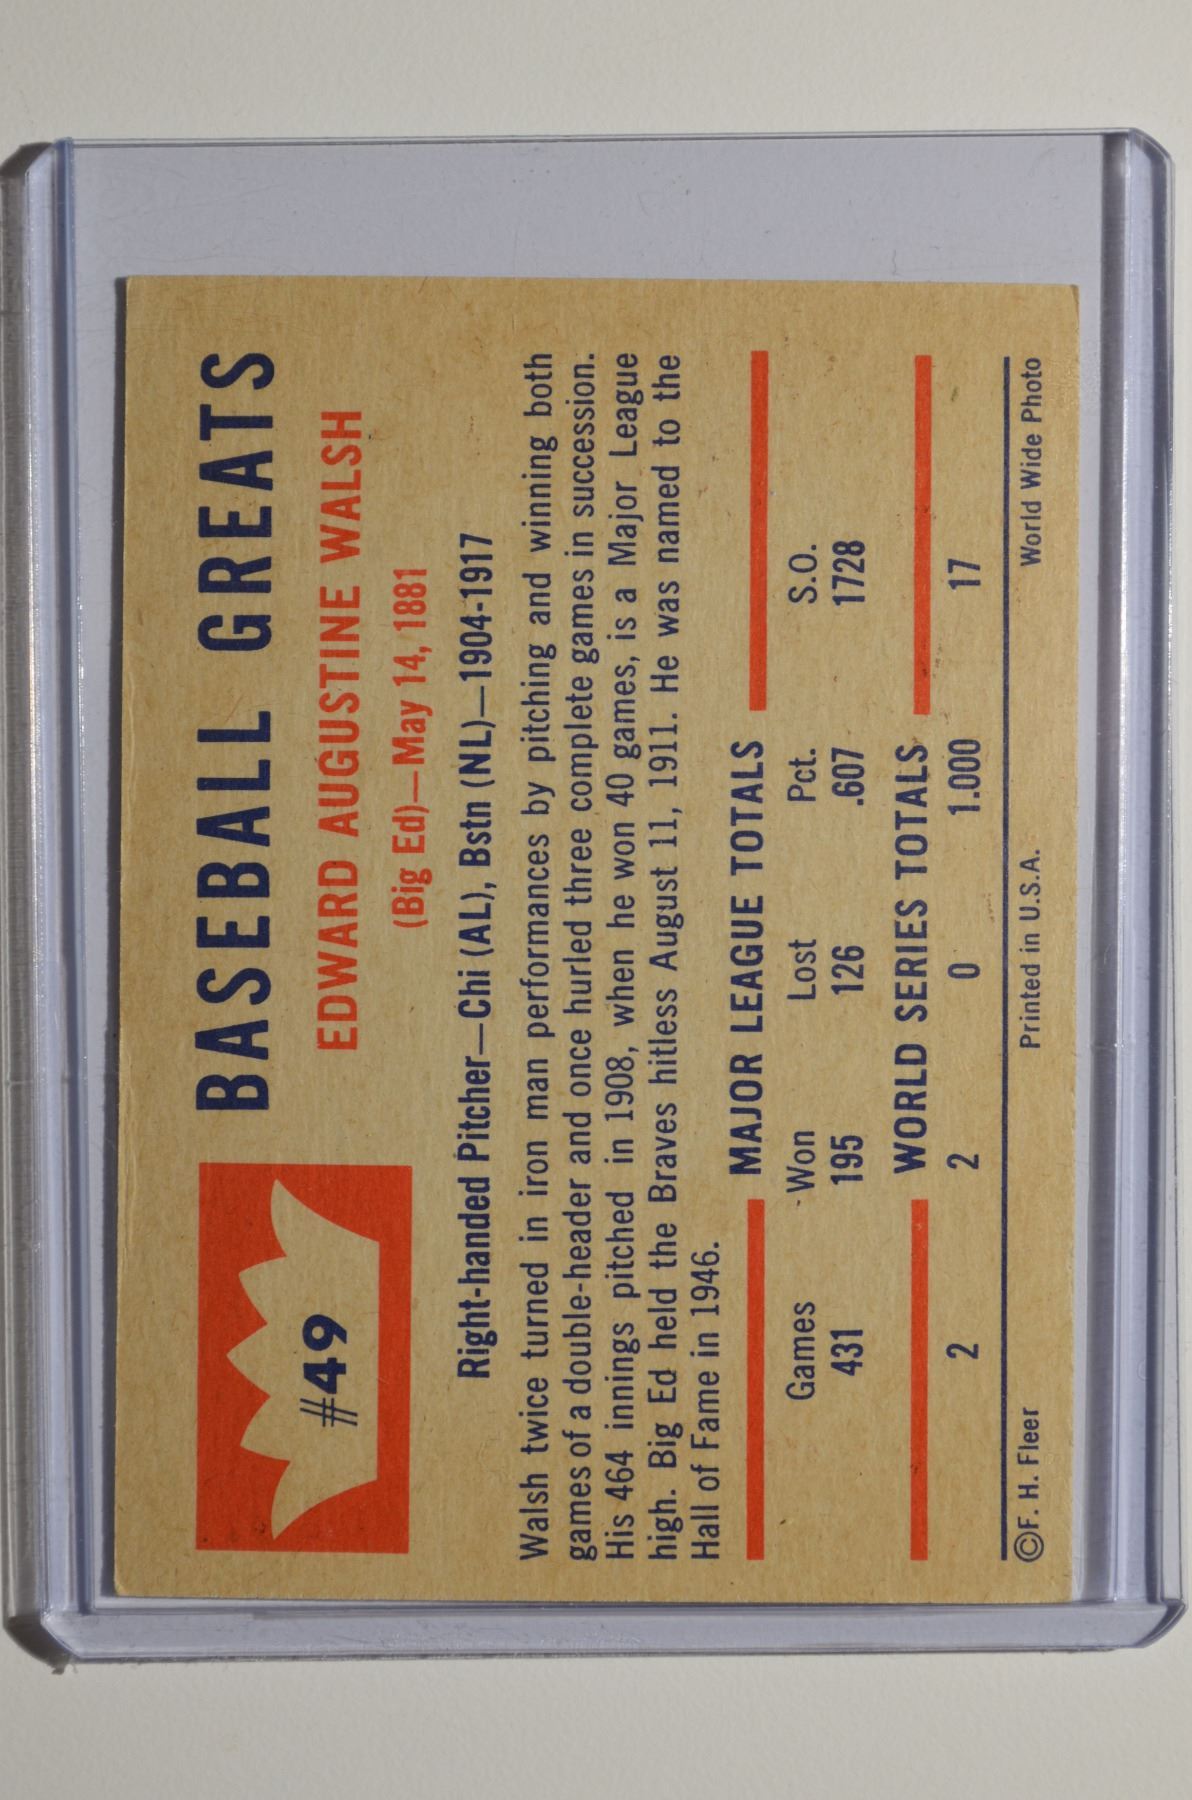 #49
BASEBALL GREATS
EDWARD AUGUSTINE WALSH
(Big Ed)—May 14, 1881
Right-handed Pitcher—Chi (AL), Bstn (NL)—1904-1917
Walsh twice turned in iron man performances by pitching and winning both
games of a double-header and once hurled three complete games in succession.
His 464 innings pitched in 1908, when he won 40 games, is a Major League
high. Big Ed held the Braves hitless August 11, 1911. He was named to the
Hall of Fame in 1946.
MAJOR LEAGUE TOTALS
Games Won Lost Pct. S.O.
431 195 126 .607 1728
WORLD SERIES TOTALS
2 2 0 1.000 17
©F. H. Fleer Printed in U.S.A. World Wide Photo